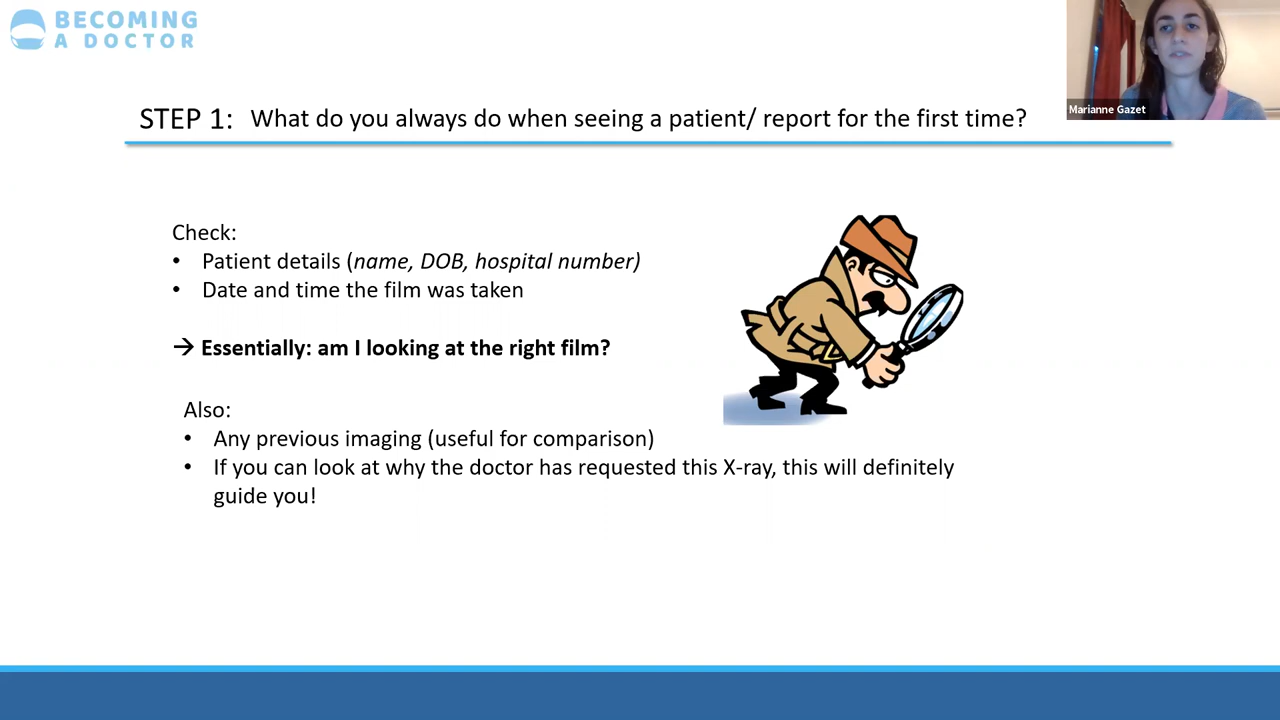 BECOMING
A DOCTOR
Marianne Gazet
STEP 1: What do you always do when seeing a patient/ report for the first time?
Check:
• Patient details (name, DOB, hospital number)
• Date and time the film was taken
→ Essentially: am I looking at the right film?
Also:
• Any previous imaging (useful for comparison)
• If you can look at why the doctor has requested this X-ray, this will definitely
guide you!